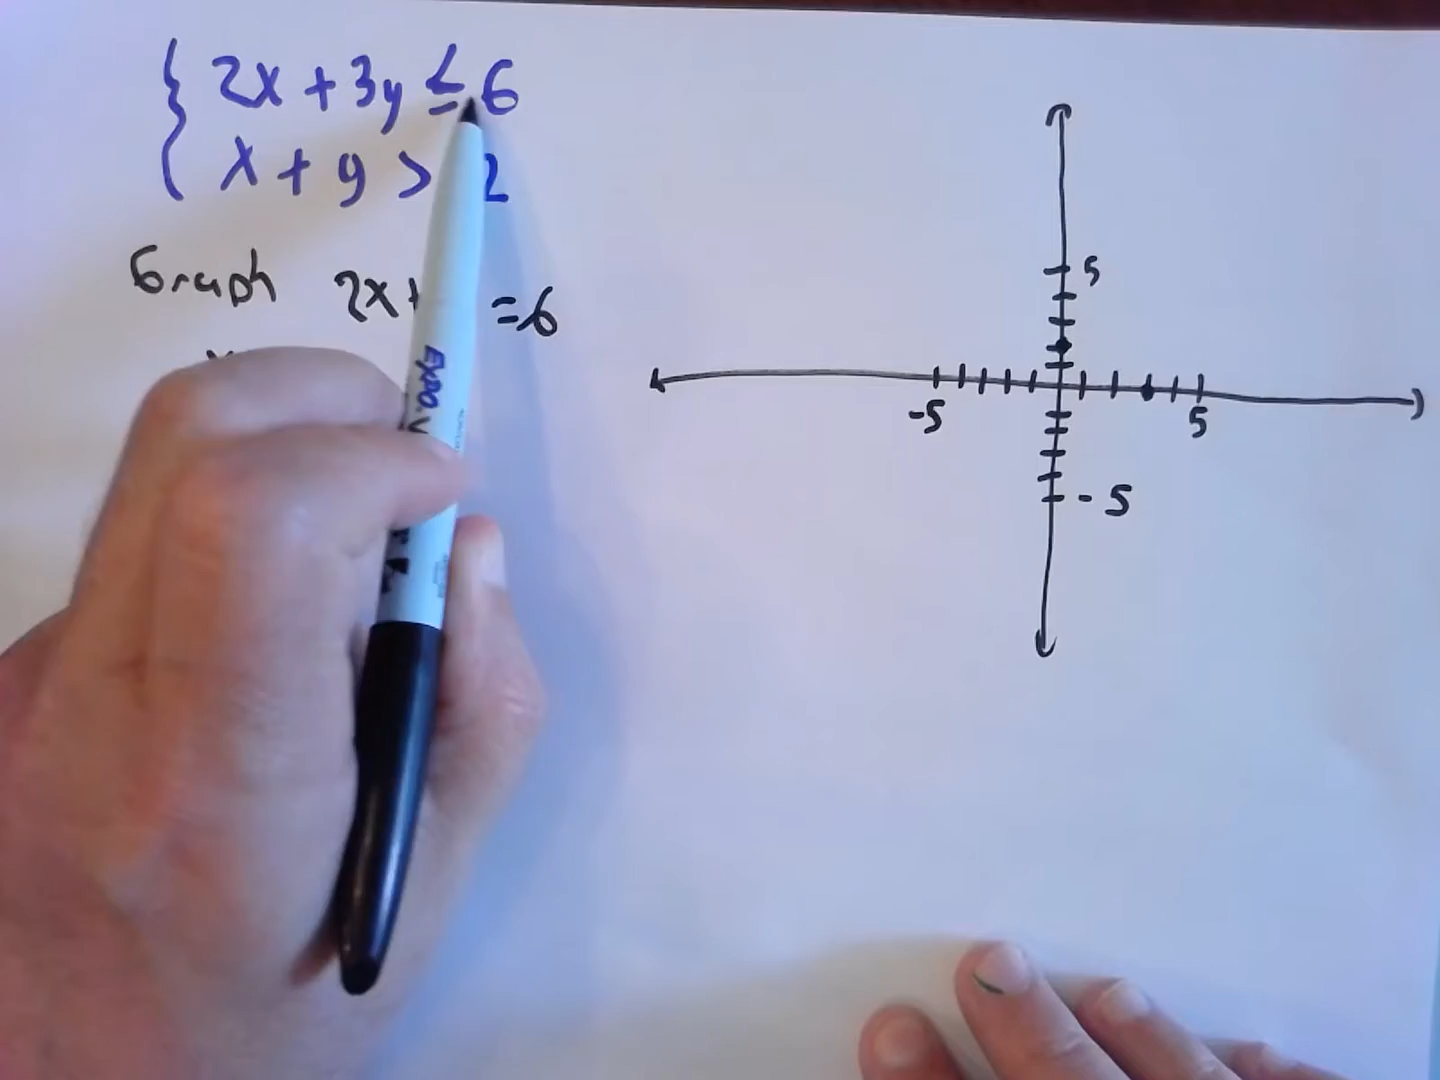 2x + 3y ≤ 6
x + y > 2
Graph 2x+ =6
x
5
-5 5
-5
Expo